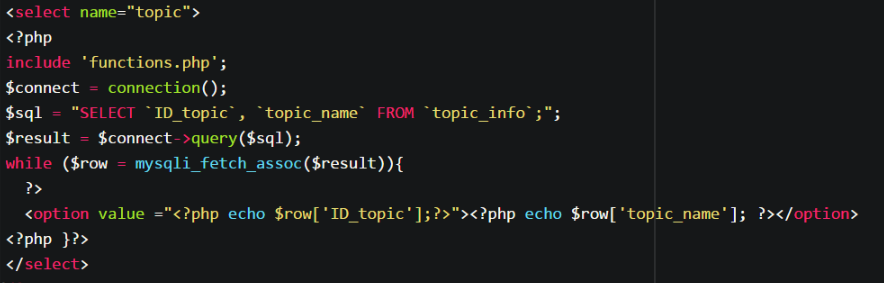 <select name="topic">
<?php
include 'functions.php';
$connect = connection();
$sql = "SELECT `ID_topic`, `topic_name` FROM `topic_info`;";
$result = $connect->query($sql);
while ($row = mysqli_fetch_assoc($result)){
  ?>
  <option value ="<?php echo $row['ID_topic'];?>"><?php echo $row['topic_name']; ?></option>
<?php }?>
</select>